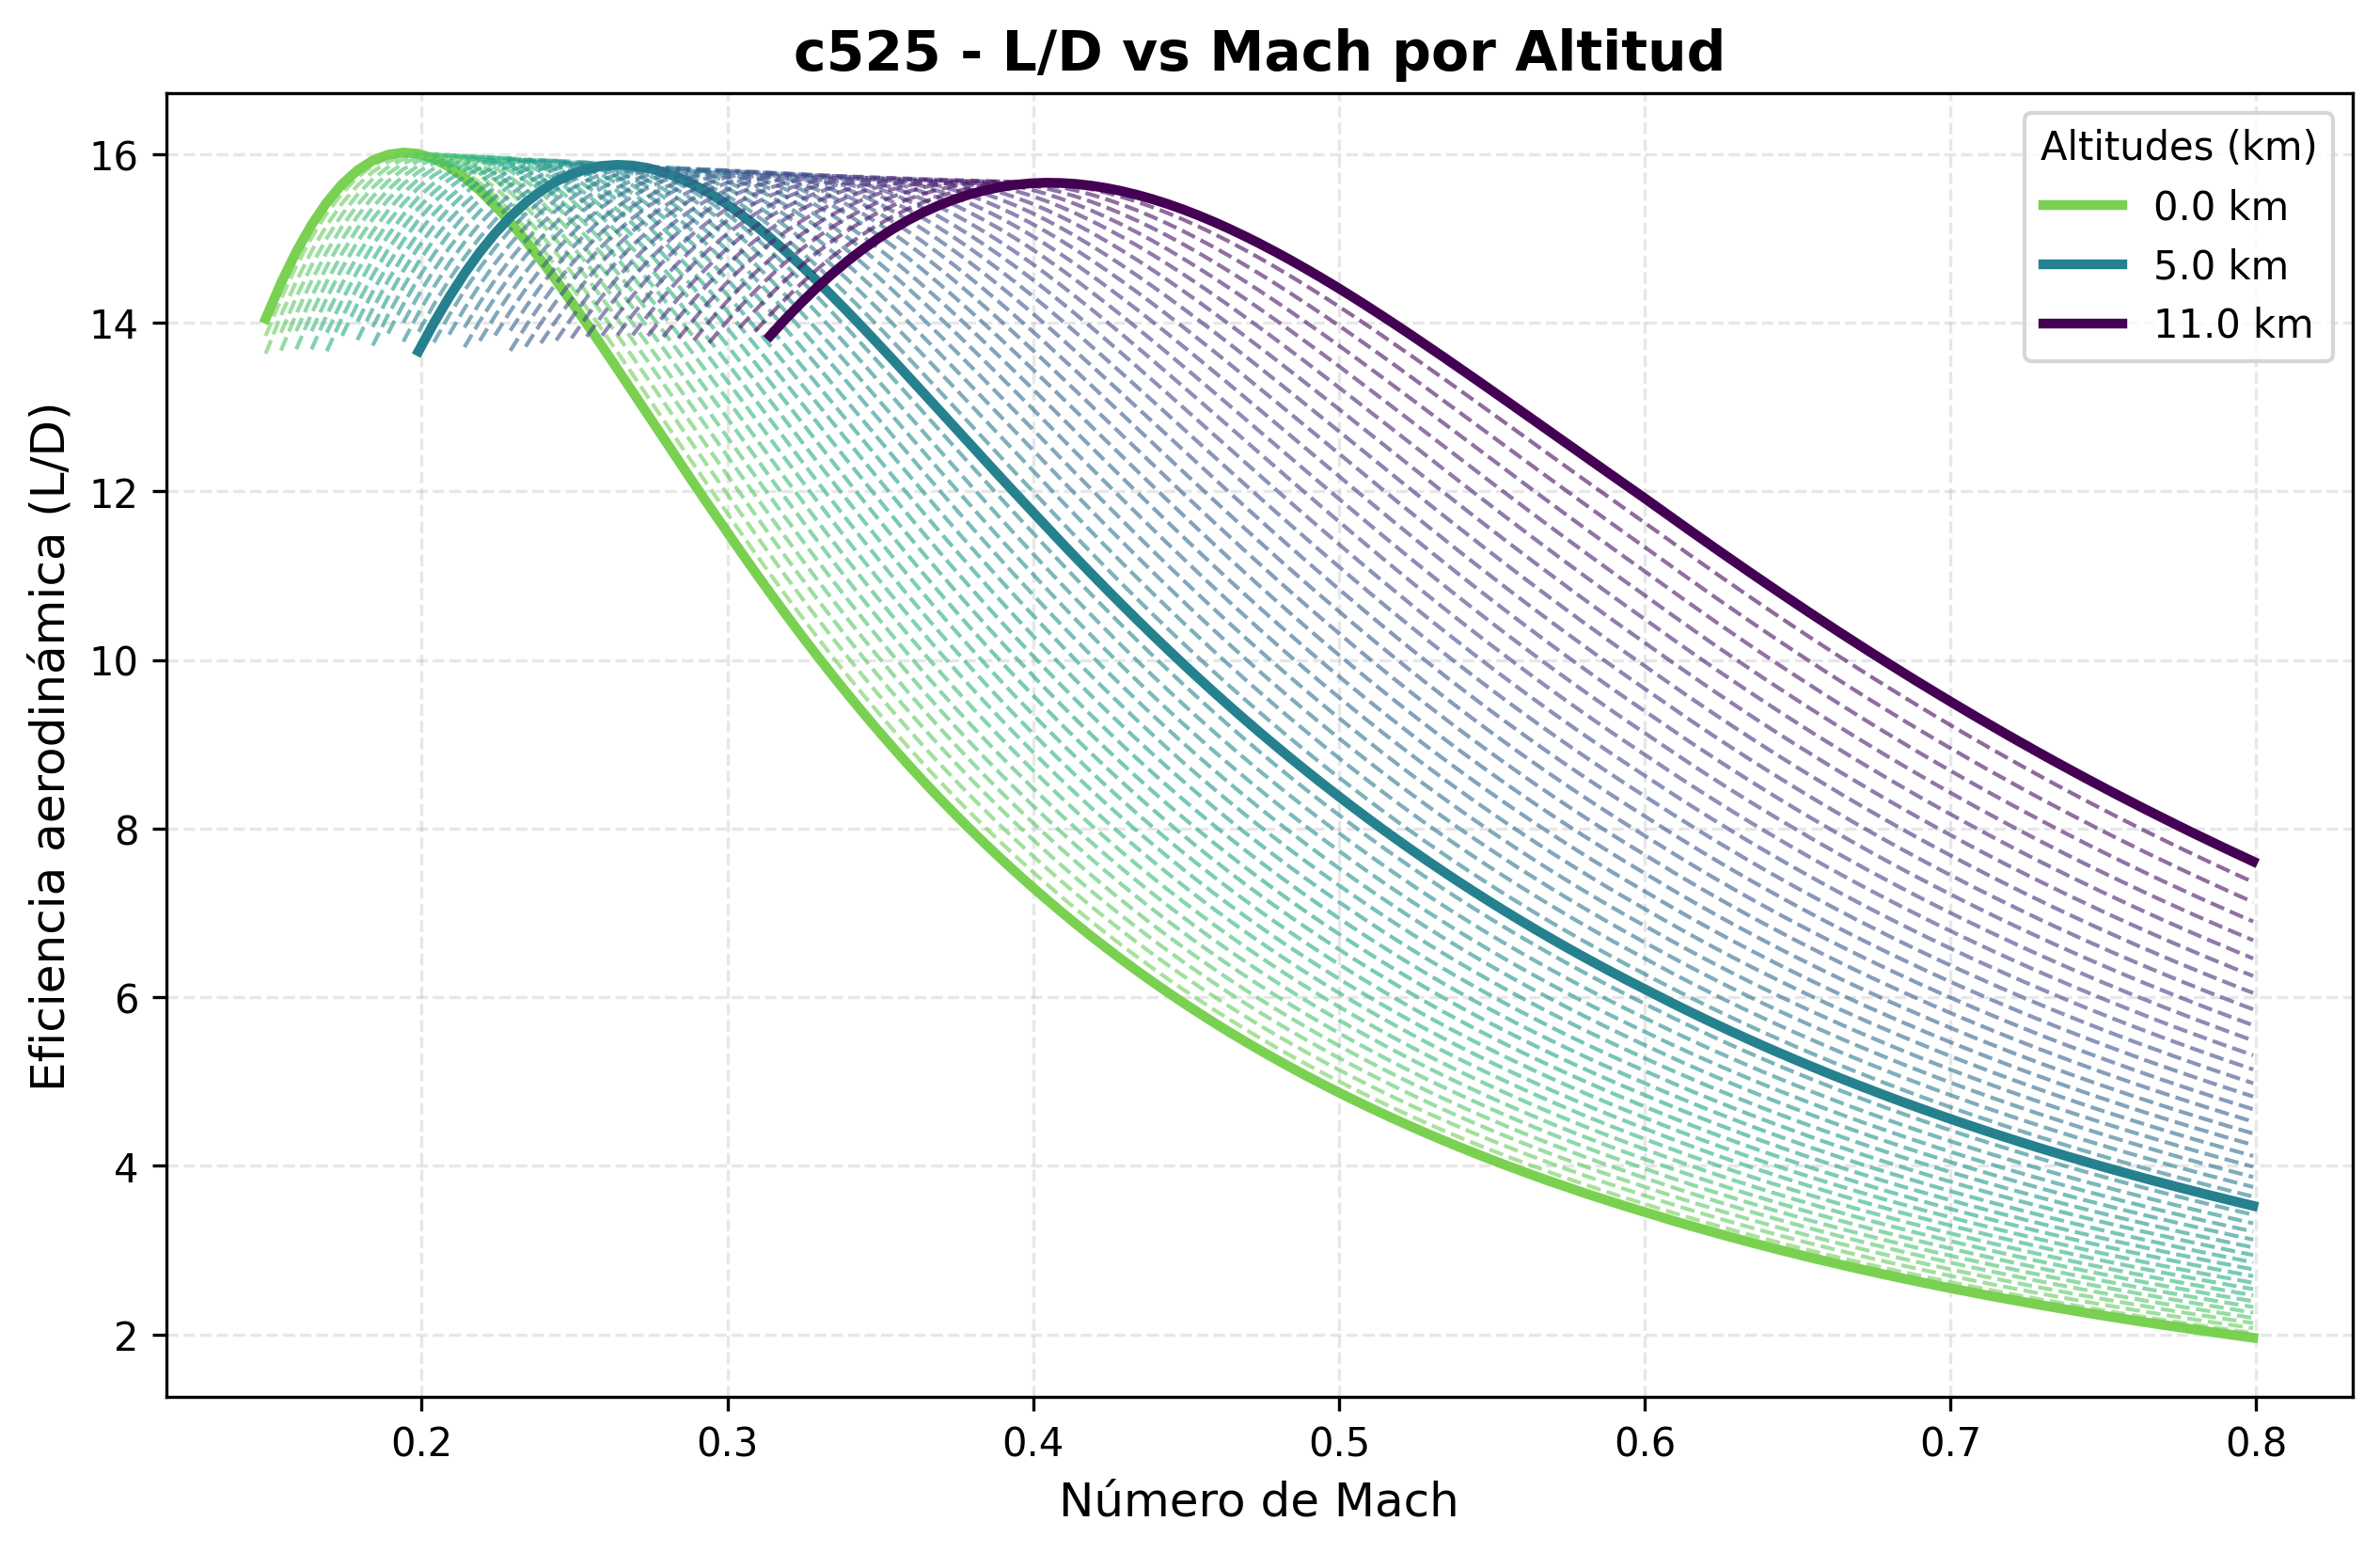 c525 - L/D vs Mach por Altitud
Eficiencia aerodinámica (L/D)
16
14
12
10
8
6
4
2
Altitudes (km)
0.0 km
5.0 km
11.0 km
0.2
0.3
0.4
0.5
0.6
0.7
0.8
Número de Mach